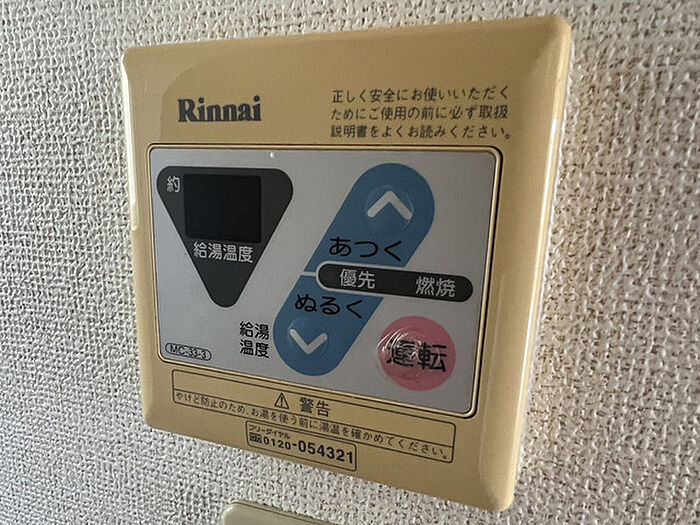 Rinnai
正しく安全にお使いいただく
ためにご使用の前に必ず取扱
説明書をよくお読みください。
約
給湯温度
あつく
優先 燃焼
ぬるく
給湯
温度
運転
MC-33-3
⚠ 警告
やけど防止のため、お湯を使う前に湯温を確かめてください。
フリーダイヤル
0120-054321